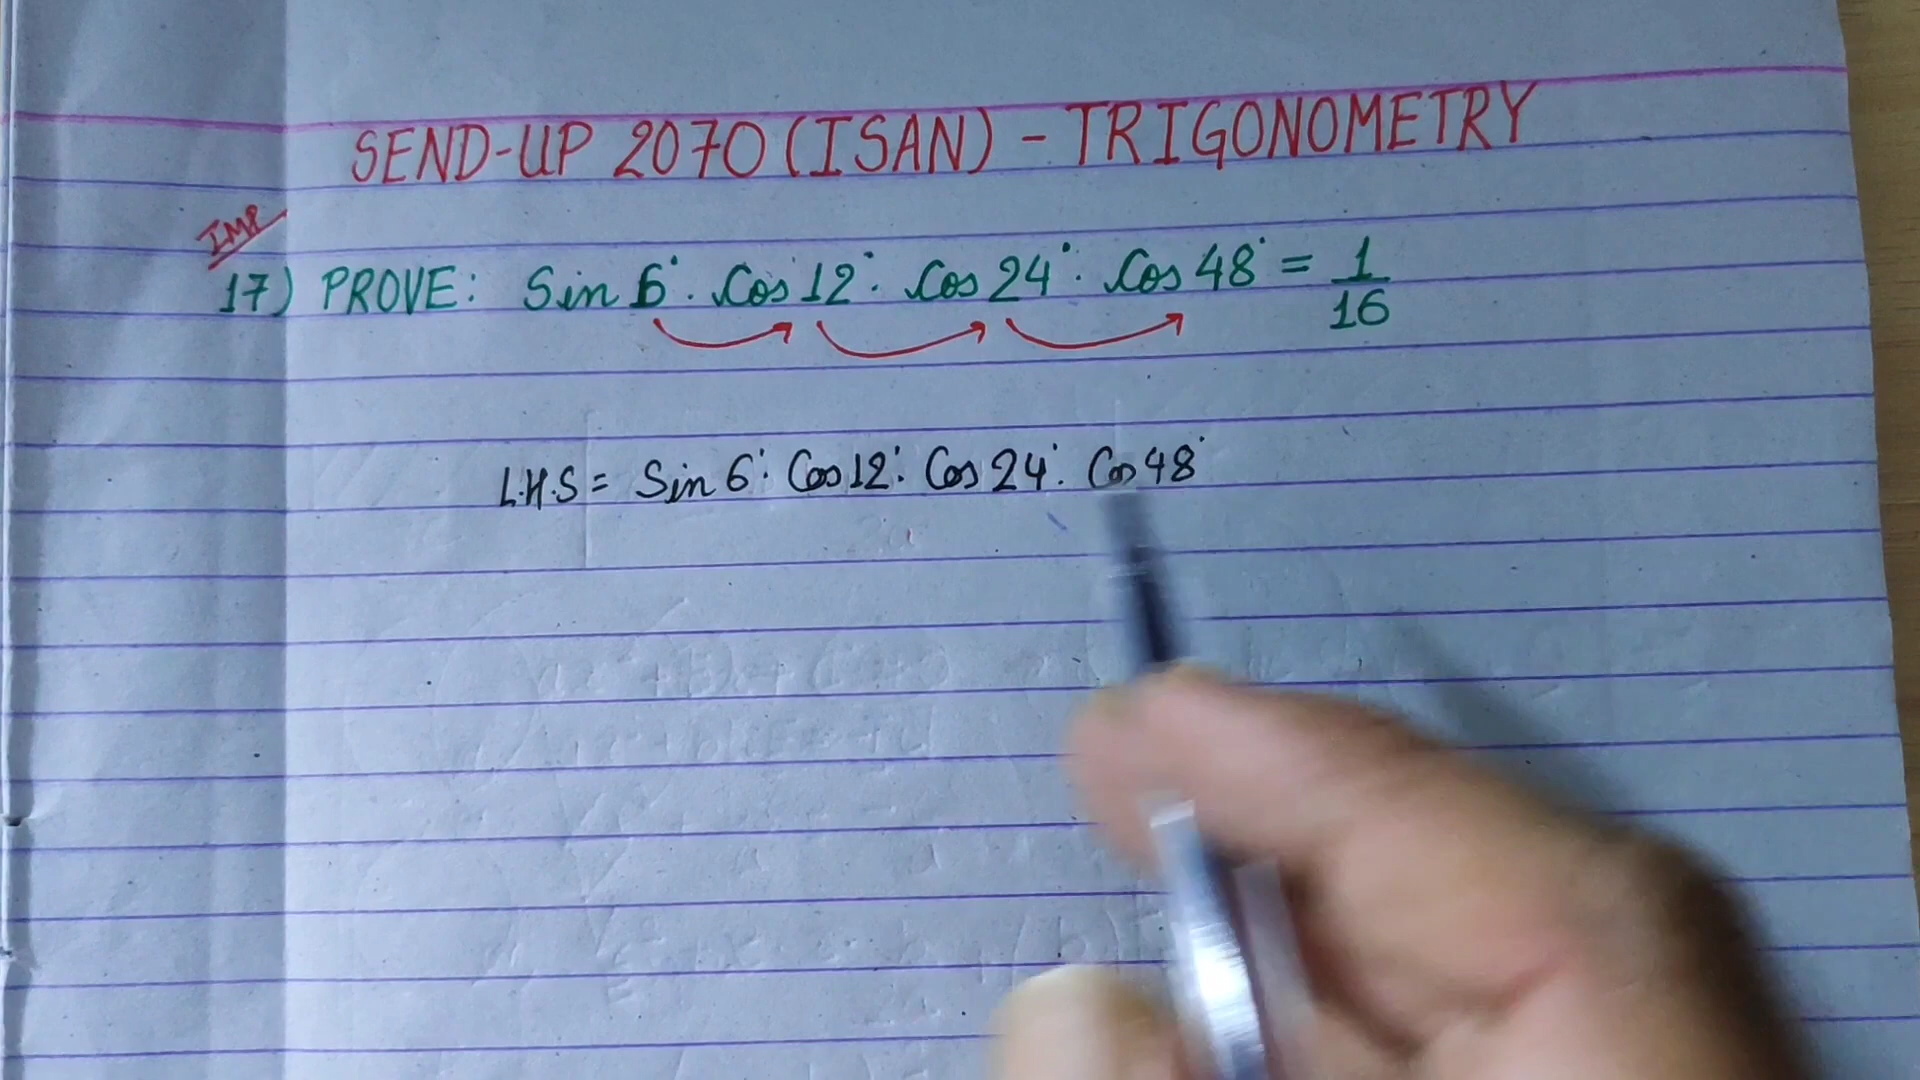 SEND-UP 2070 (ISAN) - TRIGONOMETRY
IMP
17) PROVE: Sin 6°. Cos 12°. Cos 24°. Cos 48° = 1/16
L.H.S = Sin 6°. Cos 12°. Cos 24°. Cos 48°